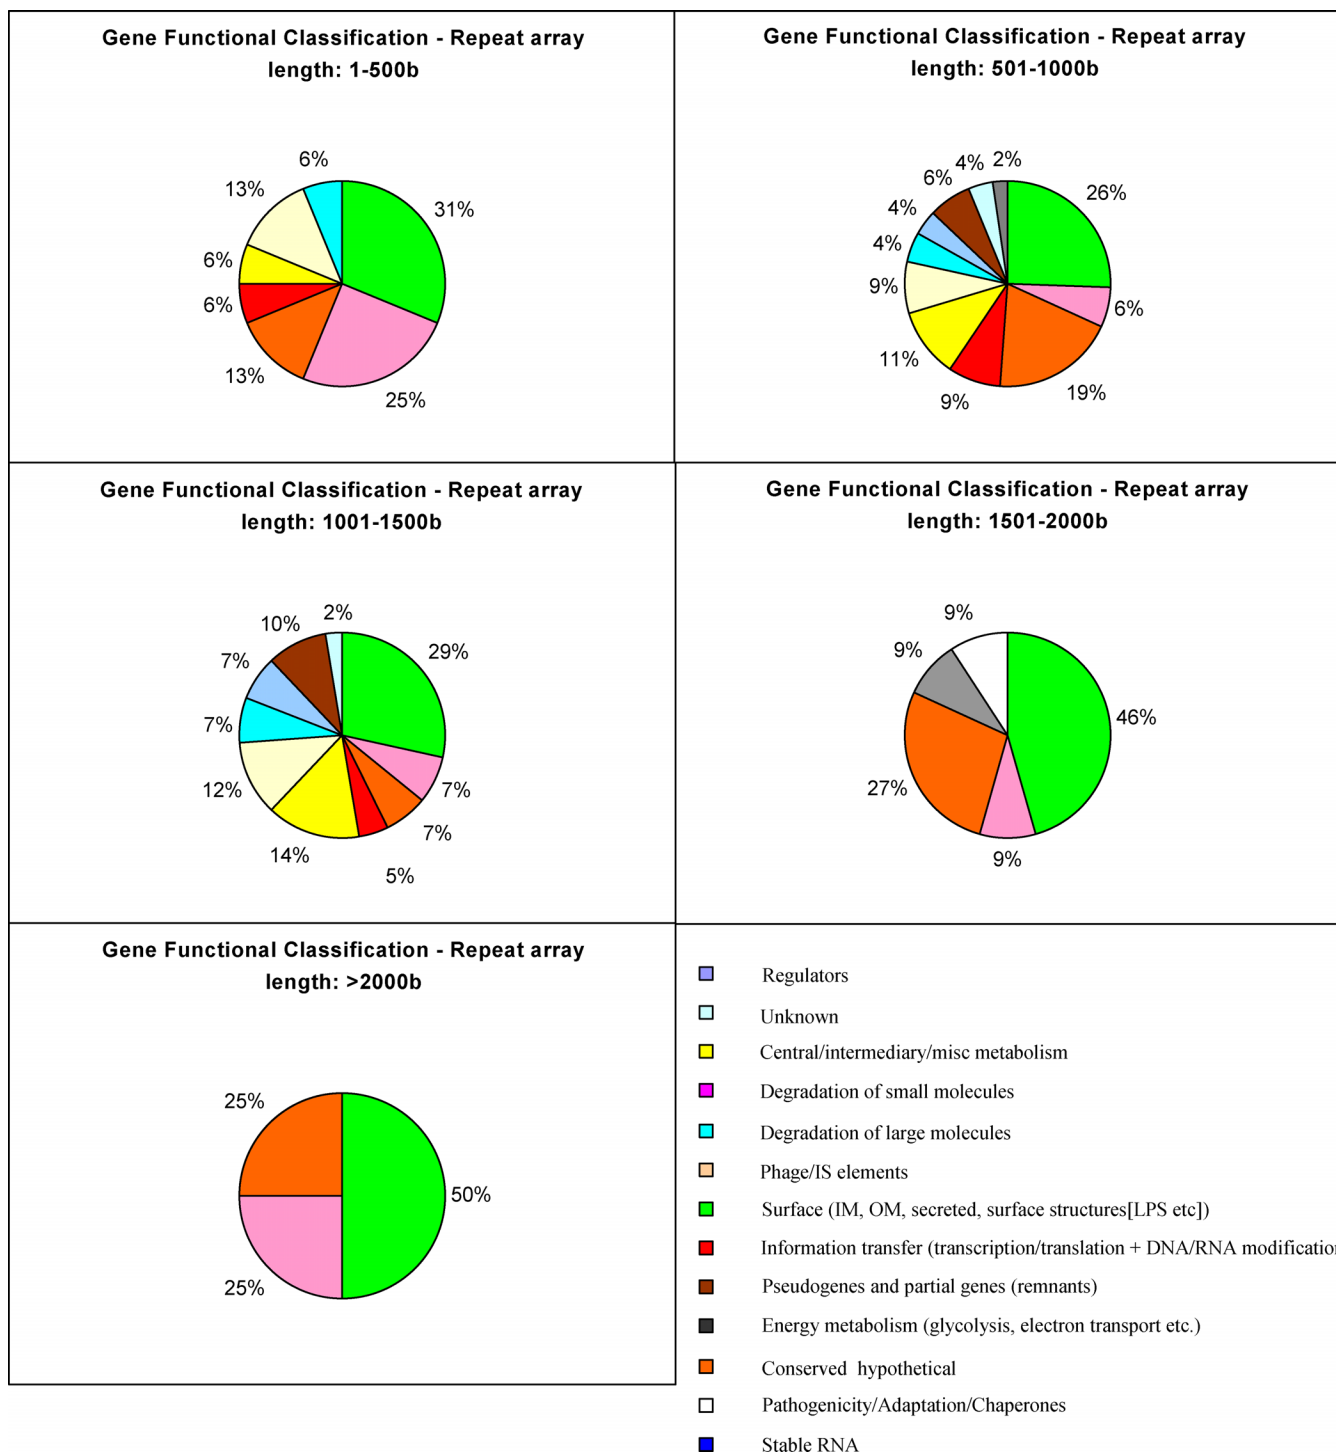 Gene Functional Classification - Repeat array
length: 1-500b
6%
13%
31%
6%
6%
13%
25%
Gene Functional Classification - Repeat array
length: 501-1000b
4%
2%
6%
26%
4%
4%
9%
6%
11%
19%
9%
Gene Functional Classification - Repeat array
length: 1001-1500b
2%
10%
29%
7%
7%
12%
7%
7%
14%
5%
Gene Functional Classification - Repeat array
length: 1501-2000b
9%
9%
46%
27%
9%
Gene Functional Classification - Repeat array
length: >2000b
25%
50%
25%
Regulators
Unknown
Central/intermediary/misc metabolism
Degradation of small molecules
Degradation of large molecules
Phage/IS elements
Surface (IM, OM, secreted, surface structures[LPS etc])
Information transfer (transcription/translation + DNA/RNA modification
Pseudogenes and partial genes (remnants)
Energy metabolism (glycolysis, electron transport etc.)
Conserved hypothetical
Pathogenicity/Adaptation/Chaperones
Stable RNA